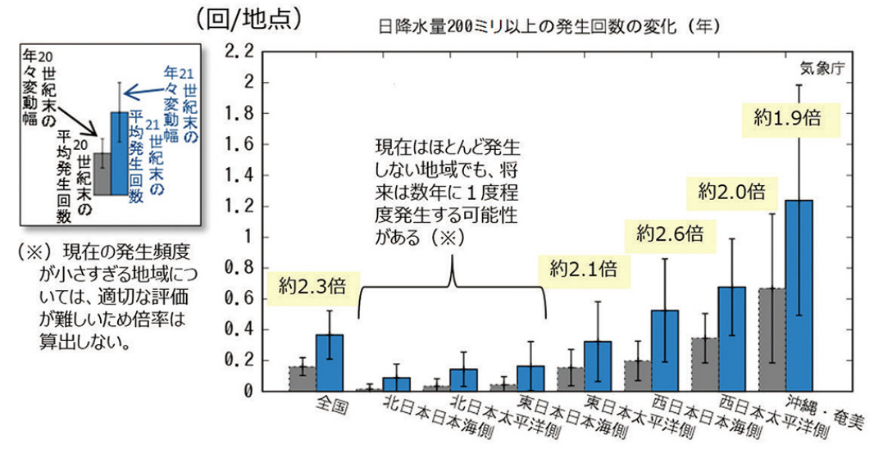 （回/地点）
日降水量200ミリ以上の発生回数の変化（年）
20世紀末の
年々変動幅
21世紀末の
年々変動幅
20世紀末の
平均発生回数
21世紀末の
平均発生回数
（※）現在の発生頻度
が小さすぎる地域につ
いては、適切な評価
が難しいため倍率は
算出しない。
2.2
2
1.8
1.6
1.4
1.2
1
0.8
0.6
0.4
0.2
0
気象庁
現在はほとんど発生
しない地域でも、将
来は数年に１度程
度発生する可能性
がある（※）
約2.3倍
約2.1倍
約2.6倍
約2.0倍
約1.9倍
全国
北日本日本海側
北日本太平洋側
東日本日本海側
東日本太平洋側
西日本日本海側
西日本太平洋側
沖縄・奄美